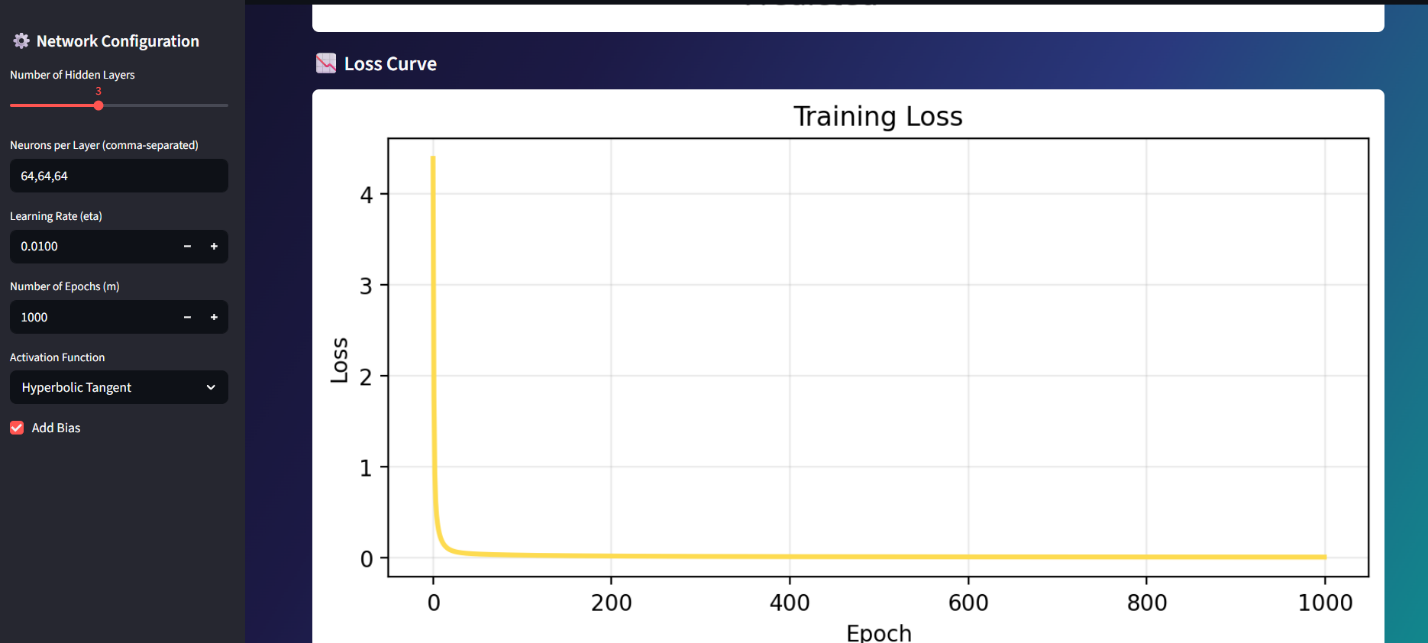 Network Configuration
Number of Hidden Layers
3
Neurons per Layer (comma-separated)
64,64,64
Learning Rate (eta)
0.0100
Number of Epochs (m)
1000
Activation Function
Hyperbolic Tangent
Add Bias
Predicted
Loss Curve
Training Loss
Loss
4
3
2
1
0
0 200 400 600 800 1000
Epoch